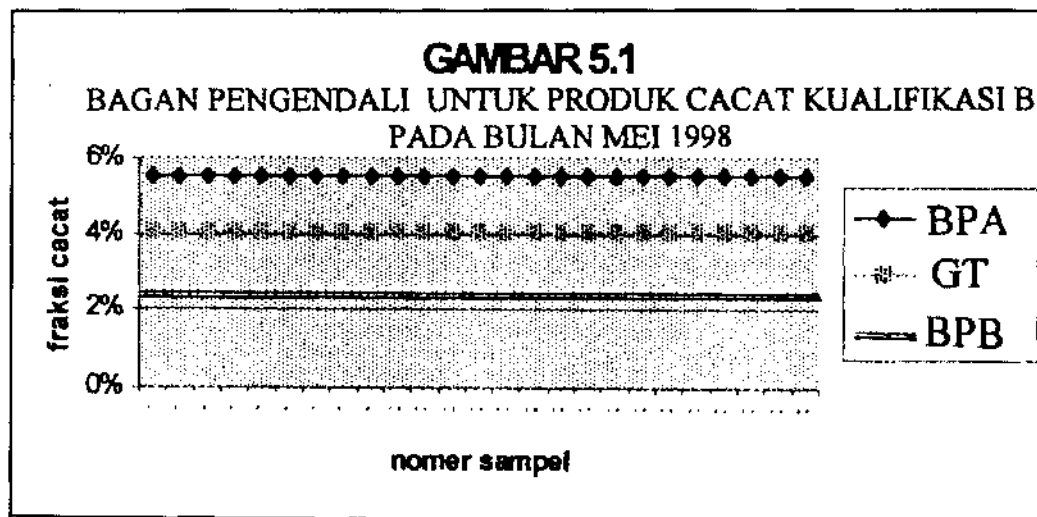 GAMBAR 5.1
BAGAN PENGENDALI UNTUK PRODUK CACAT KUALIFIKASI B
PADA BULAN MEI 1998
6%
4%
2%
0%
fraksi cacat
nomer sampel
BPA
GT
BPB